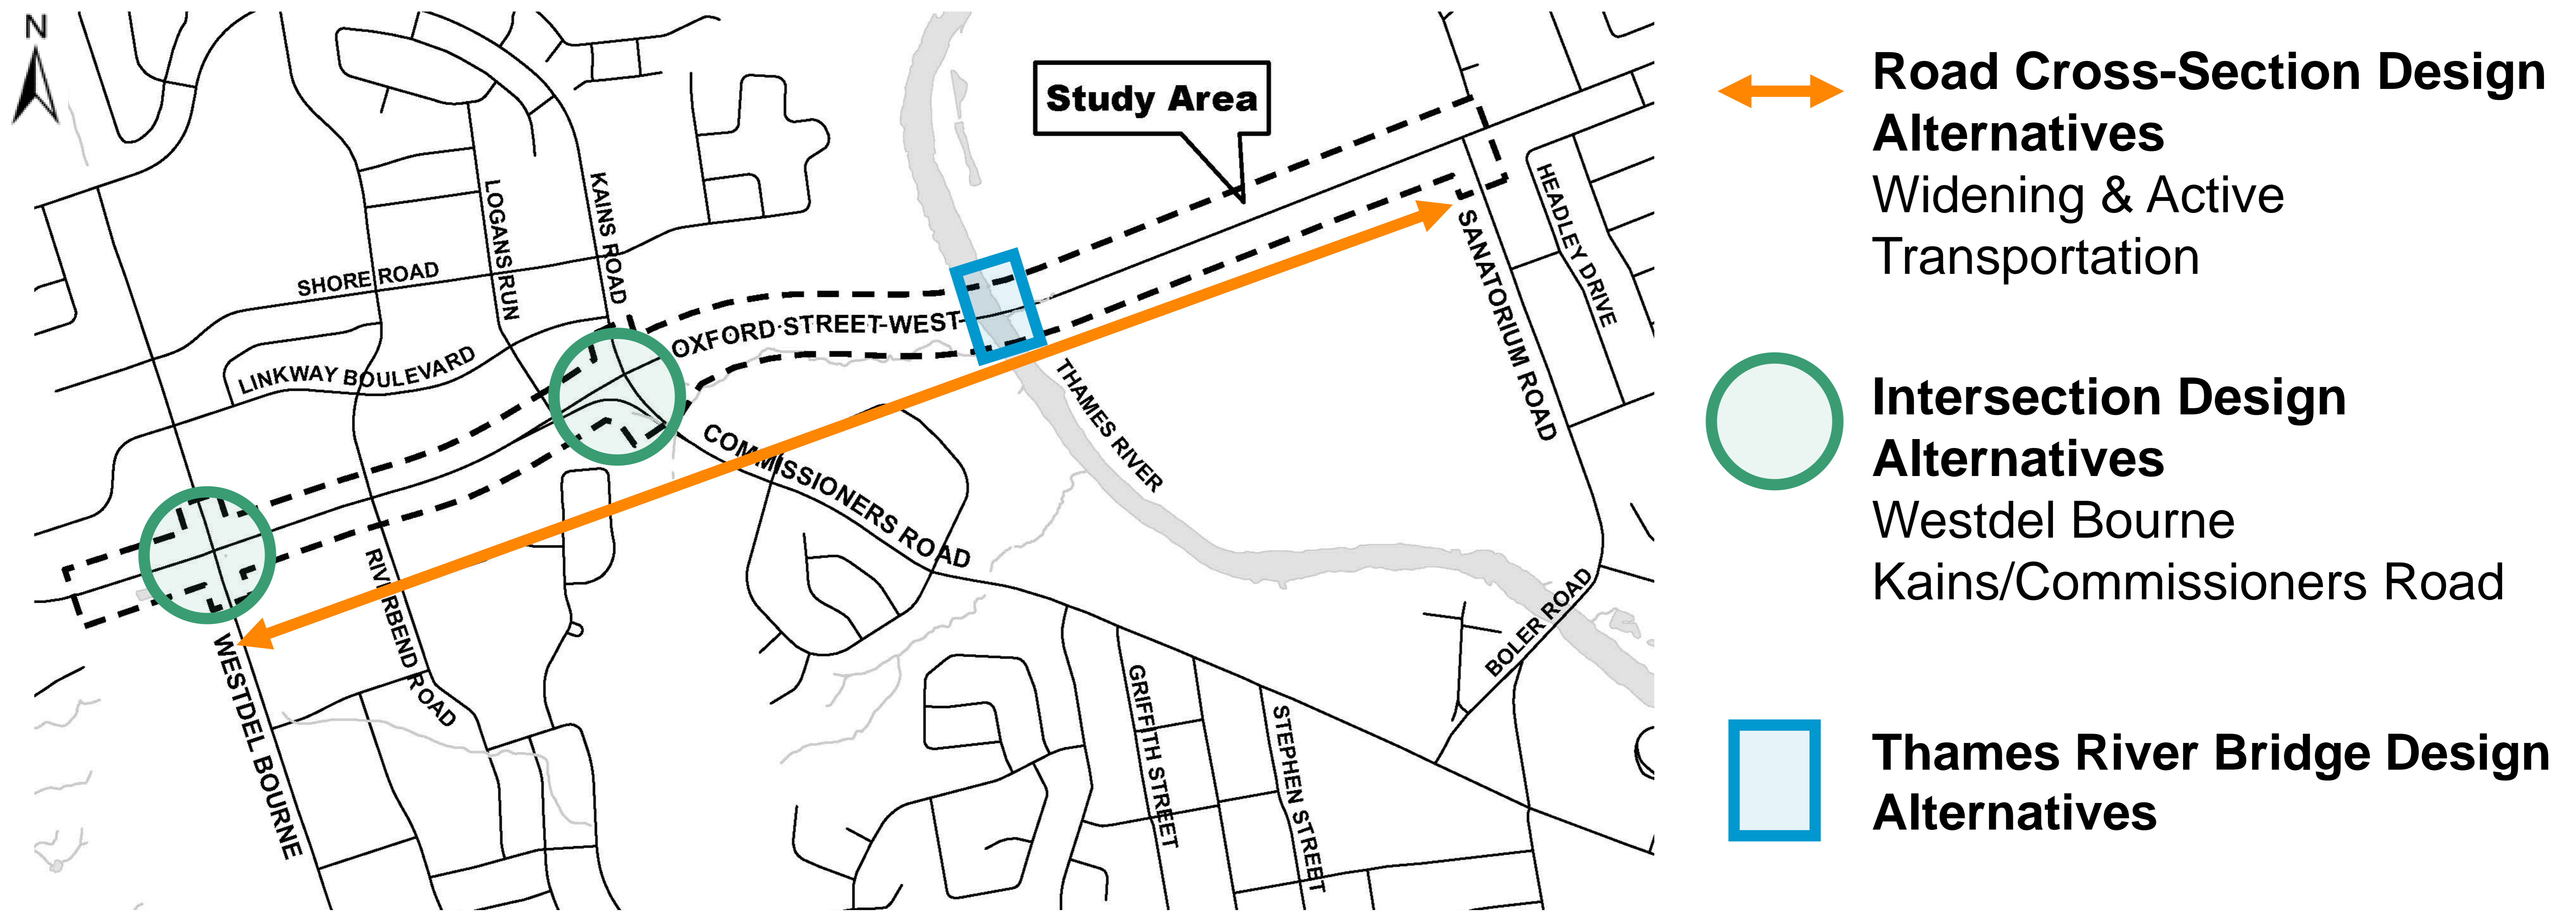 N
Study Area
LOGANS RUN
KAINS ROAD
SHORE ROAD
LINKWAY BOULEVARD
OXFORD STREET WEST
HEADLEY DRIVE
SANATORIUM ROAD
THAMES RIVER
COMMISSIONERS ROAD
RIVERBEND ROAD
WESTDEL BOURNE
BOLER ROAD
GRIFFITH STREET
STEPHEN STREET
Road Cross-Section Design
Alternatives
Widening & Active
Transportation
Intersection Design
Alternatives
Westdel Bourne
Kains/Commissioners Road
Thames River Bridge Design
Alternatives